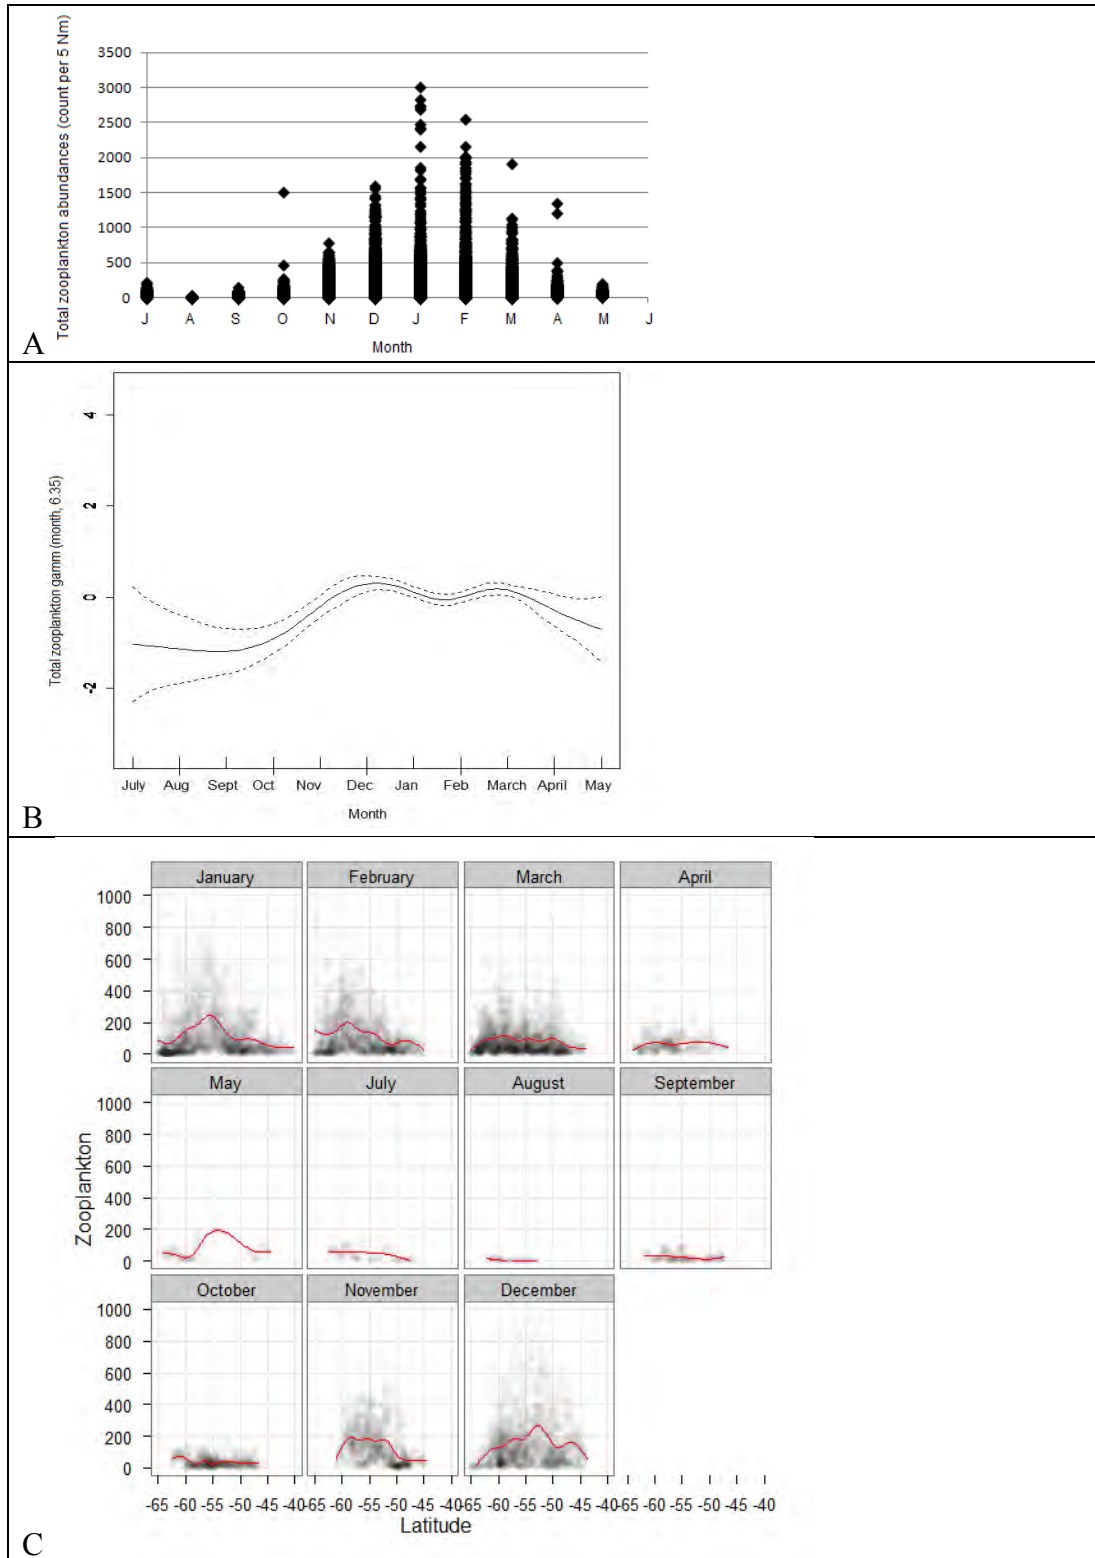 Total zooplankton abundances (count per 5 Nm)
3500
3000
2500
2000
1500
1000
500
0
J A S O N D J F M A M J
Month
A
Total zooplankton gamm (month, 6.35)
4
2
0
-2
July Aug Sept Oct Nov Dec Jan Feb March April May
Month
B
Zooplankton
January February March April
1000
800
600
400
200
0
May July August September
1000
800
600
400
200
0
October November December
1000
800
600
400
200
0
-65 -60 -55 -50 -45 -40 -65 -60 -55 -50 -45 -40 -65 -60 -55 -50 -45 -40 -65 -60 -55 -50 -45 -40
Latitude
C